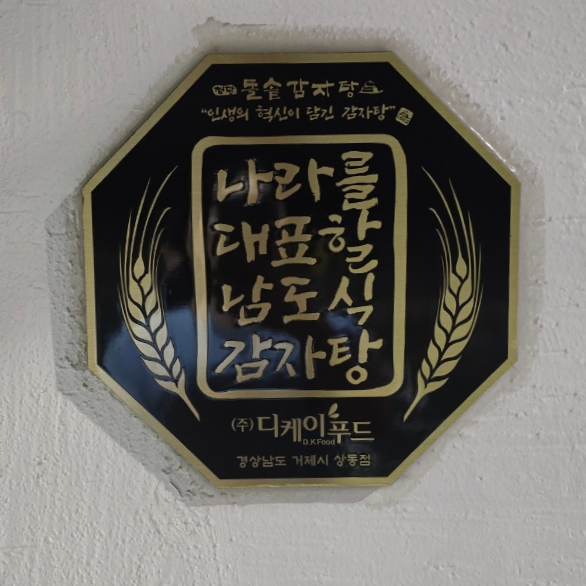 돌솥감자탕
"인생의 혁신이 담긴 감자탕"
나라를
대표할
남도식
감자탕
(주) 디케이푸드
D.K Food
경상남도 거제시 상동점